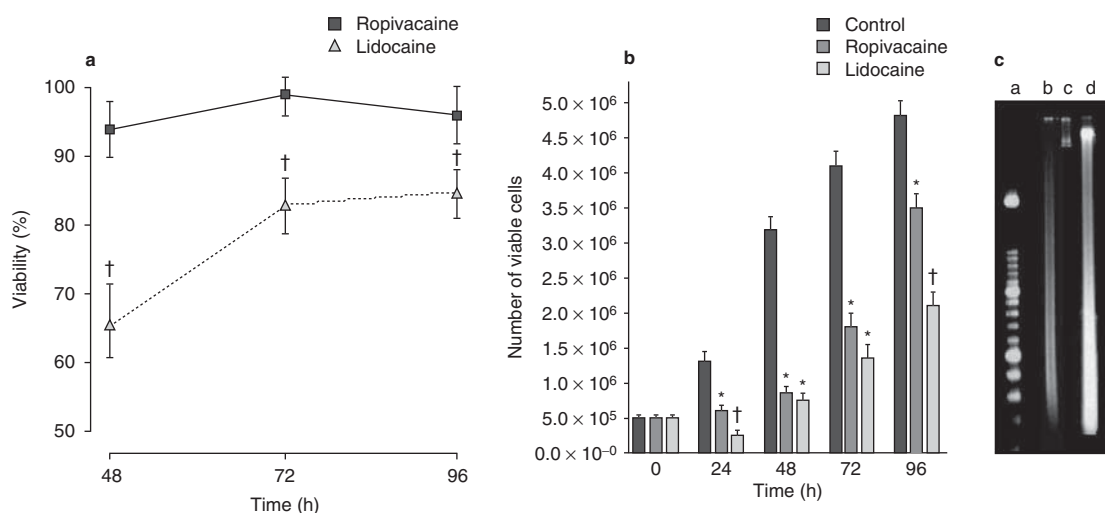 Ropivacaine
Lidocaine
a
100
90
80
70
60
50
Viability (%)
†
†
†
48
72
96
Time (h)
Control
Ropivacaine
Lidocaine
b
5.0 × 10⁶
4.5 × 10⁶
4.0 × 10⁶
3.5 × 10⁶
3.0 × 10⁶
2.5 × 10⁶
2.0 × 10⁶
1.5 × 10⁶
1.0 × 10⁶
5.0 × 10⁵
0.0 × 10⁻⁰
Number of viable cells
* †
* *
* *
* †
0 24 48 72 96
Time (h)
c
a b c d